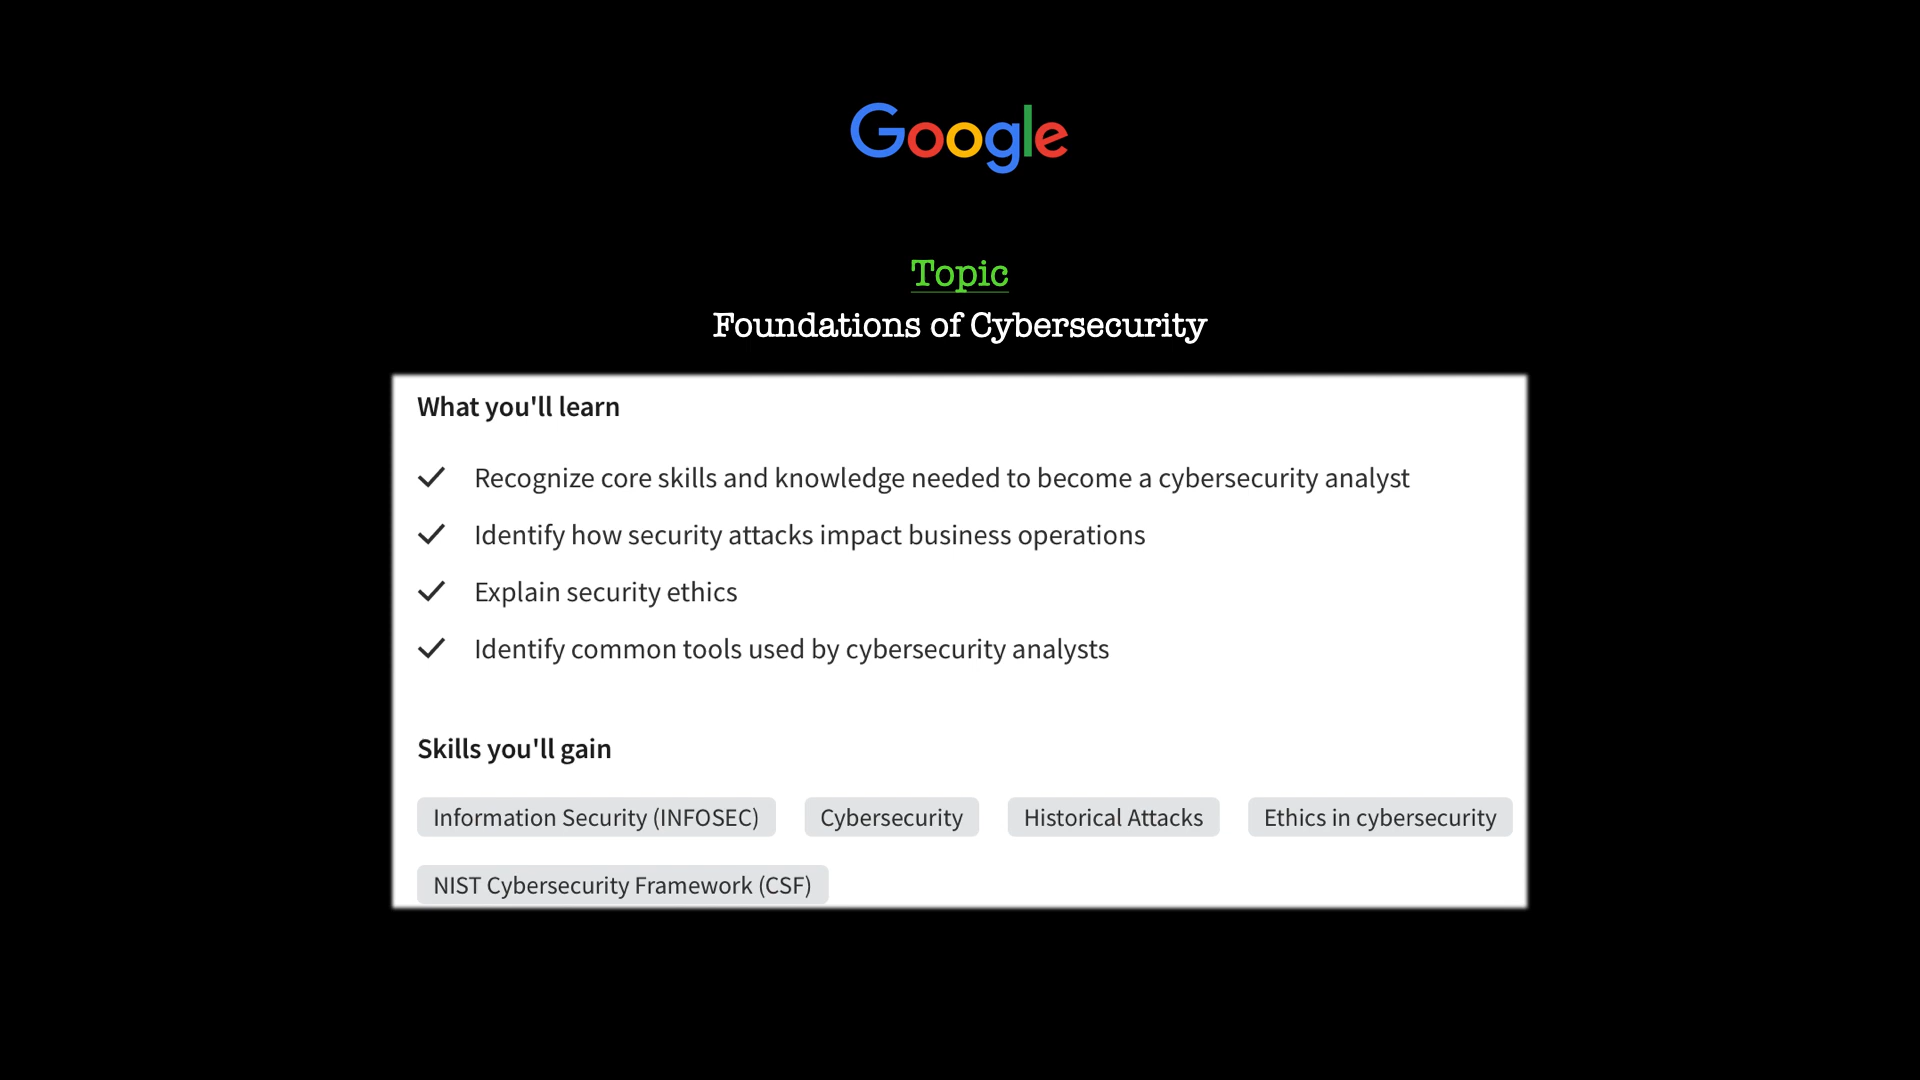 Google
Topic
Foundations of Cybersecurity
What you'll learn
Recognize core skills and knowledge needed to become a cybersecurity analyst
Identify how security attacks impact business operations
Explain security ethics
Identify common tools used by cybersecurity analysts
Skills you'll gain
Information Security (INFOSEC) Cybersecurity Historical Attacks Ethics in cybersecurity
NIST Cybersecurity Framework (CSF)